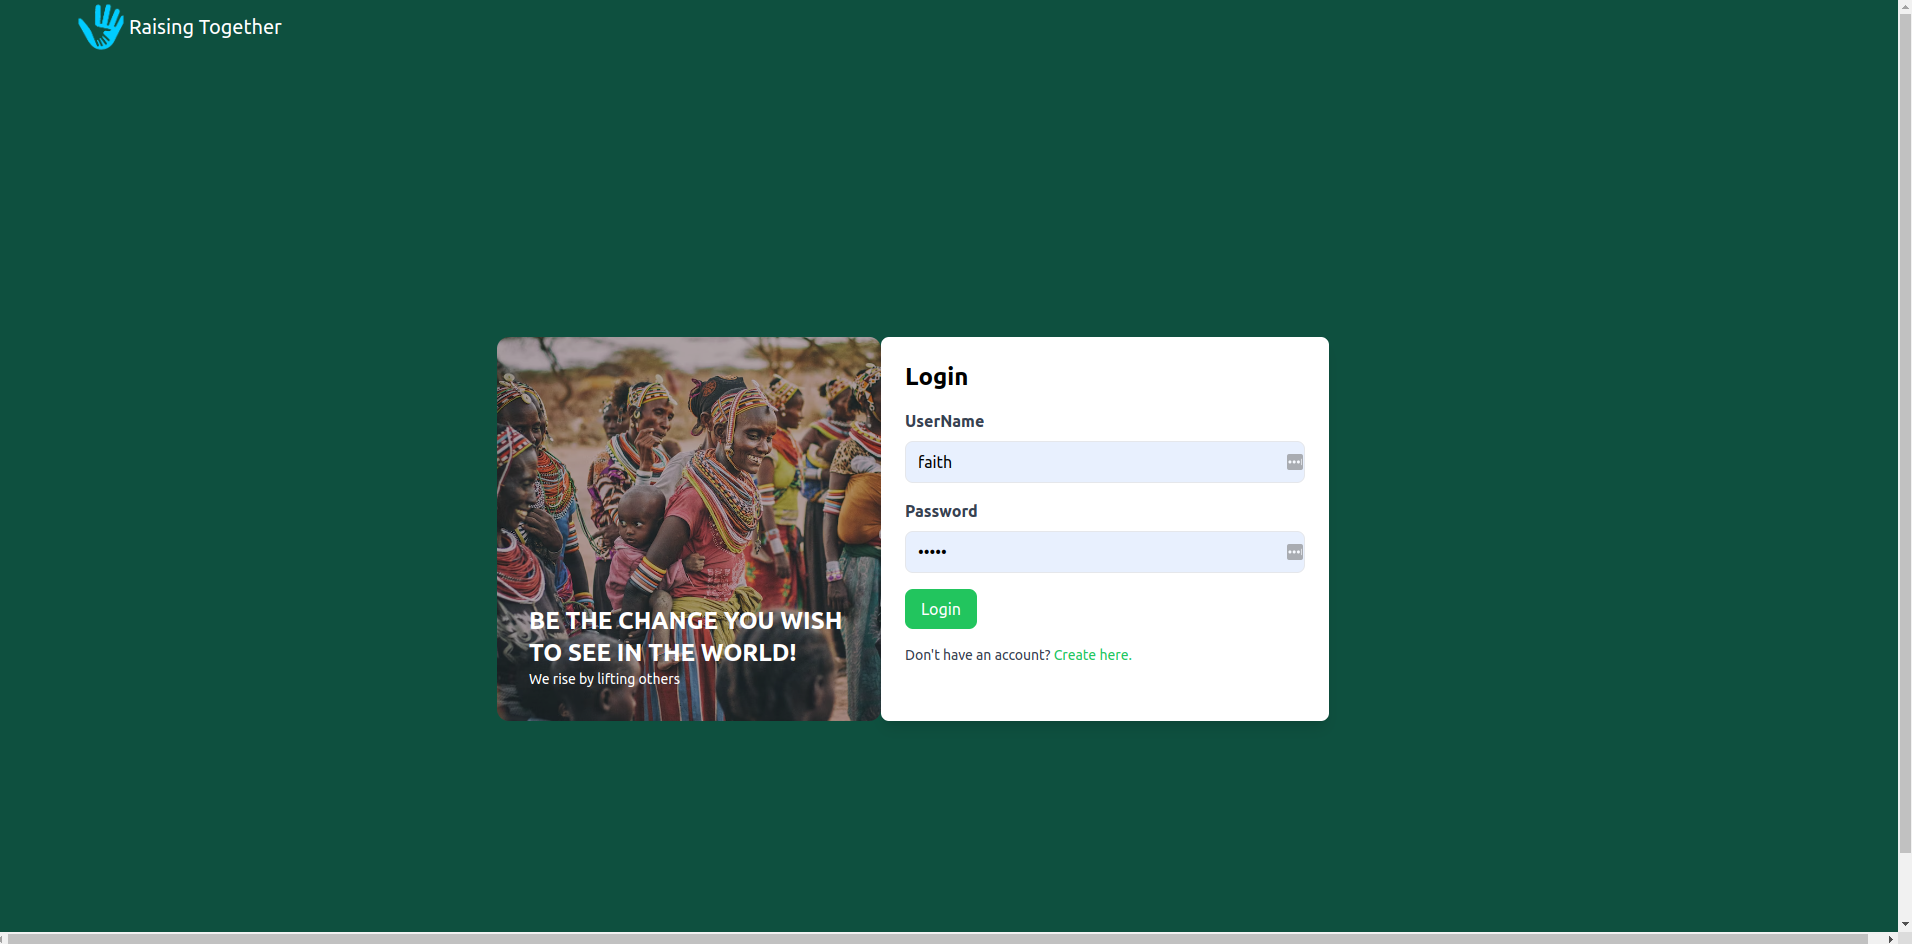 Raising Together
BE THE CHANGE YOU WISH
TO SEE IN THE WORLD!
We rise by lifting others
Login
UserName
faith
Password
•••••
Login
Don't have an account? Create here.